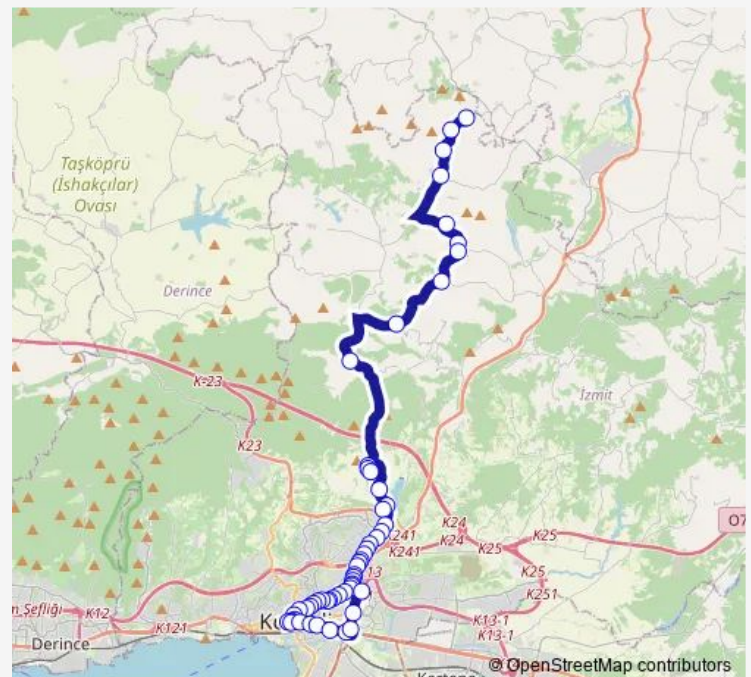 Taşköprü
(İshakçılar)
Ovası
Derince
K-23
K23
İzmit
K24
K24
K241
K241
K25
K25
K25
K251
O7
13
K12
K121
K13-1
K13-1
Derince
© OpenStreetMap contributors